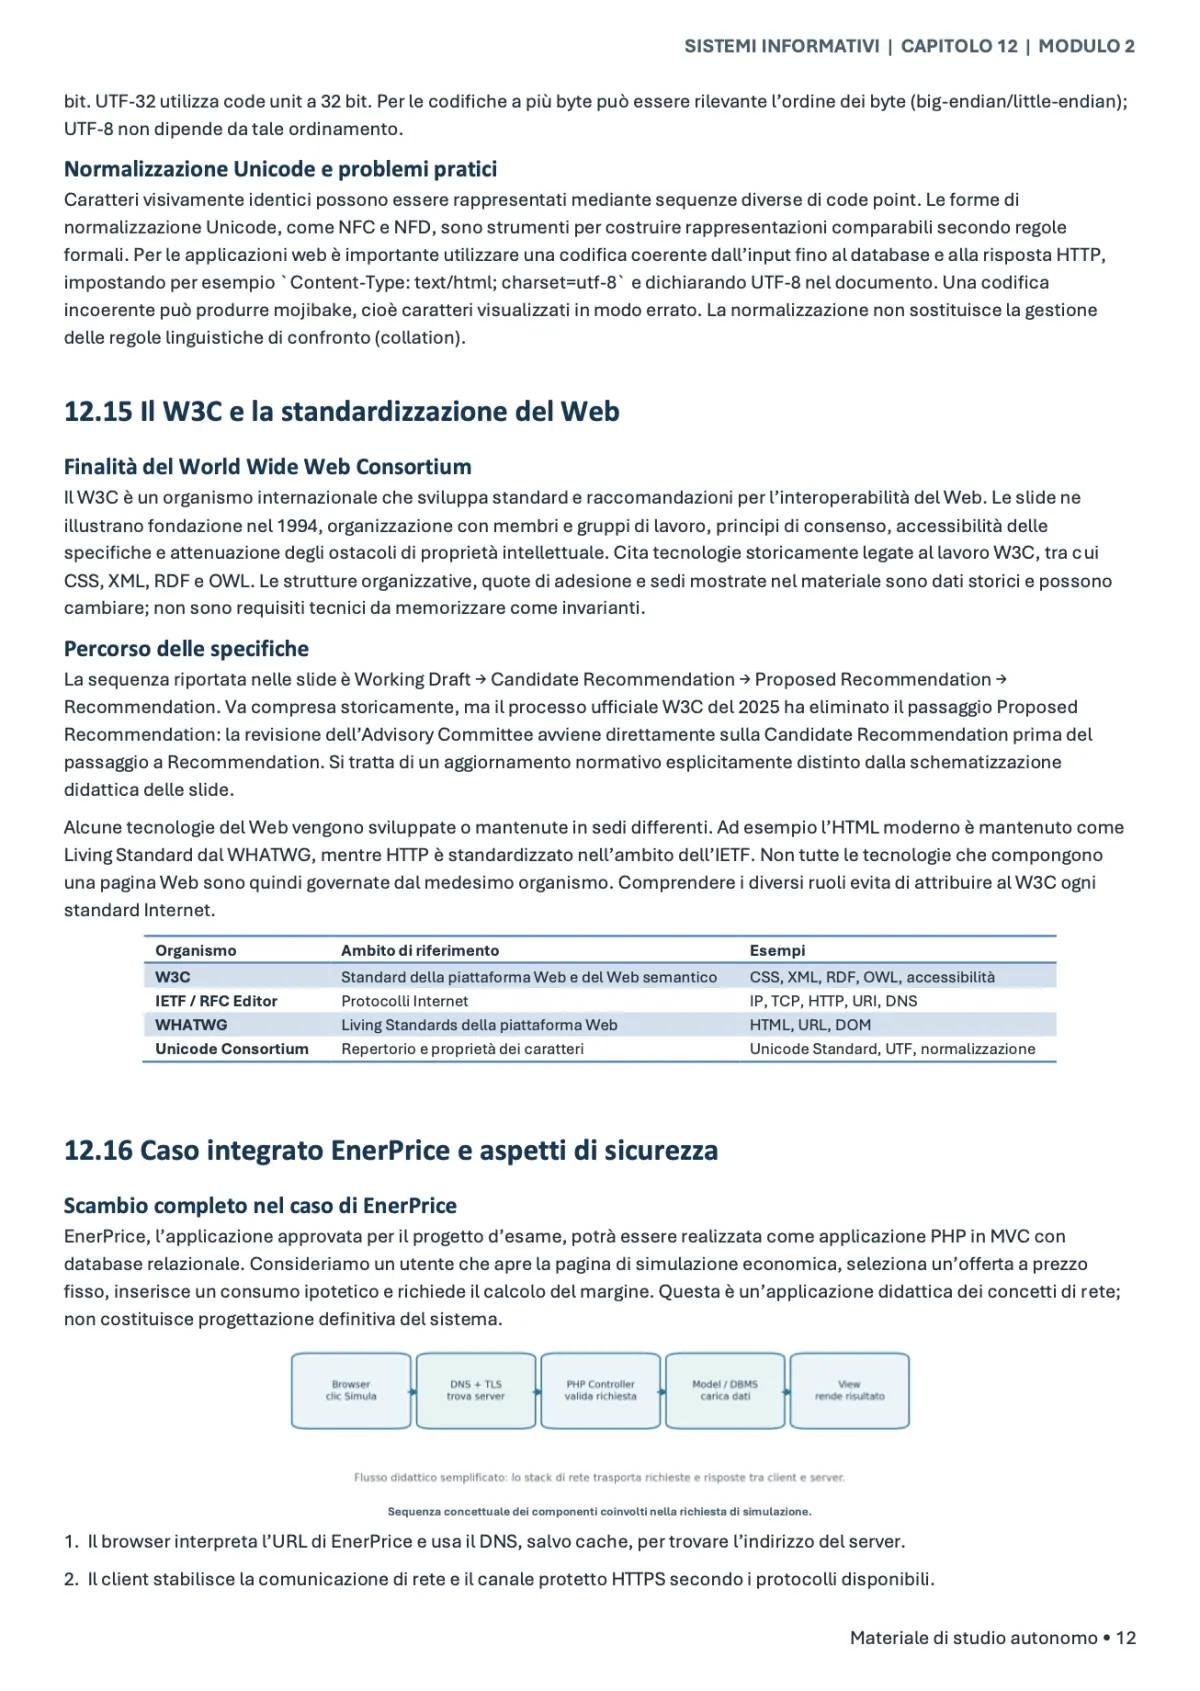 SISTEMI INFORMATIVI | CAPITOLO 12 | MODULO 2
bit. UTF-32 utilizza code unit a 32 bit. Per le codifiche a più byte può essere rilevante l’ordine dei byte (big-endian/little-endian);
UTF-8 non dipende da tale ordinamento.
Normalizzazione Unicode e problemi pratici
Caratteri visivamente identici possono essere rappresentati mediante sequenze diverse di code point. Le forme di
normalizzazione Unicode, come NFC e NFD, sono strumenti per costruire rappresentazioni comparabili secondo regole
formali. Per le applicazioni web è importante utilizzare una codifica coerente dall’input fino al database e alla risposta HTTP,
impostando per esempio `Content-Type: text/html; charset=utf-8` e dichiarando UTF-8 nel documento. Una codifica
incoerente può produrre mojibake, cioè caratteri visualizzati in modo errato. La normalizzazione non sostituisce la gestione
delle regole linguistiche di confronto (collation).
12.15 Il W3C e la standardizzazione del Web
Finalità del World Wide Web Consortium
Il W3C è un organismo internazionale che sviluppa standard e raccomandazioni per l’interoperabilità del Web. Le slide ne
illustrano fondazione nel 1994, organizzazione con membri e gruppi di lavoro, principi di consenso, accessibilità delle
specifiche e attenuazione degli ostacoli di proprietà intellettuale. Cita tecnologie storicamente legate al lavoro W3C, tra cui
CSS, XML, RDF e OWL. Le strutture organizzative, quote di adesione e sedi mostrate nel materiale sono dati storici e possono
cambiare; non sono requisiti tecnici da memorizzare come invarianti.
Percorso delle specifiche
La sequenza riportata nelle slide è Working Draft → Candidate Recommendation → Proposed Recommendation →
Recommendation. Va compresa storicamente, ma il processo ufficiale W3C del 2025 ha eliminato il passaggio Proposed
Recommendation: la revisione dell’Advisory Committee avviene direttamente sulla Candidate Recommendation prima del
passaggio a Recommendation. Si tratta di un aggiornamento normativo esplicitamente distinto dalla schematizzazione
didattica delle slide.
Alcune tecnologie del Web vengono sviluppate o mantenute in sedi differenti. Ad esempio l’HTML moderno è mantenuto come
Living Standard dal WHATWG, mentre HTTP è standardizzato nell’ambito dell’IETF. Non tutte le tecnologie che compongono
una pagina Web sono quindi governate dal medesimo organismo. Comprendere i diversi ruoli evita di attribuire al W3C ogni
standard Internet.
Organismo Ambito di riferimento Esempi
W3C Standard della piattaforma Web e del Web semantico CSS, XML, RDF, OWL, accessibilità
IETF / RFC Editor Protocolli Internet IP, TCP, HTTP, URI, DNS
WHATWG Living Standards della piattaforma Web HTML, URL, DOM
Unicode Consortium Repertorio e proprietà dei caratteri Unicode Standard, UTF, normalizzazione
12.16 Caso integrato EnerPrice e aspetti di sicurezza
Scambio completo nel caso di EnerPrice
EnerPrice, l’applicazione approvata per il progetto d’esame, potrà essere realizzata come applicazione PHP in MVC con
database relazionale. Consideriamo un utente che apre la pagina di simulazione economica, seleziona un’offerta a prezzo
fisso, inserisce un consumo ipotetico e richiede il calcolo del margine. Questa è un’applicazione didattica dei concetti di rete;
non costituisce progettazione definitiva del sistema.
Browser
clic Simula
DNS + TLS
trova server
PHP Controller
valida richiesta
Model / DBMS
carica dati
View
rende risultato
Flusso didattico semplificato: lo stack di rete trasporta richieste e risposte tra client e server.
Sequenza concettuale dei componenti coinvolti nella richiesta di simulazione.
1. Il browser interpreta l’URL di EnerPrice e usa il DNS, salvo cache, per trovare l’indirizzo del server.
2. Il client stabilisce la comunicazione di rete e il canale protetto HTTPS secondo i protocolli disponibili.
Materiale di studio autonomo • 12